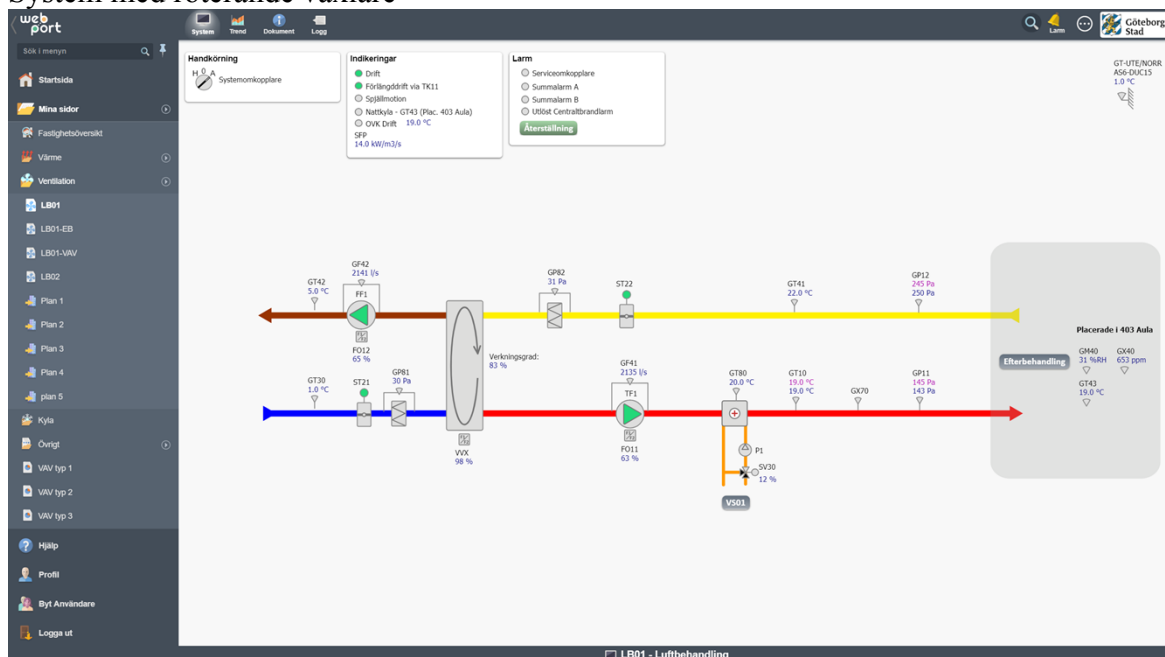 System med roterande växlare
web
port
System
Trend
Dokument
Logg
Larm
Göteborgs
Stad
Sök i menyn
Startsida
Mina sidor
Fastighetsöversikt
Värme
Ventilation
LB01
LB01-EB
LB01-VAV
LB02
Plan 1
Plan 2
Plan 3
Plan 4
plan 5
Kyla
Övrigt
VAV typ 1
VAV typ 2
VAV typ 3
Hjälp
Profil
Byt Användare
Logga ut
Handkörning
H 0 A
Systemomkopplare
Indikeringar
Drift
Förlängddrift via TK11
Spjällmotion
Nattkyla - GT43 (Plac. 403 Aula)
OVK Drift 19.0 °C
SFP
14.0 kW/m3/s
Larm
Serviceomkopplare
Summalarm A
Summalarm B
Utlöst Centralbrandlarm
Återställning
GT-UTE/NORR
AS6-DUC15
1.0 °C
GT42
5.0 °C
GF42
2141 l/s
FF1
FO12
65 %
GP82
31 Pa
ST22
GT41
22.0 °C
GP12
245 Pa
250 Pa
Verkningsgrad:
83 %
GT30
1.0 °C
ST21
GP81
30 Pa
VVX
98 %
GF41
2135 l/s
TF1
FO11
63 %
GT80
20.0 °C
GT10
19.0 °C
19.0 °C
GX70
GP11
145 Pa
143 Pa
P1
SV30
12 %
VS01
Placerade i 403 Aula
Efterbehandling
GM40
31 %RH
GX40
653 ppm
GT43
19.0 °C
LB01 - Luftbehandling